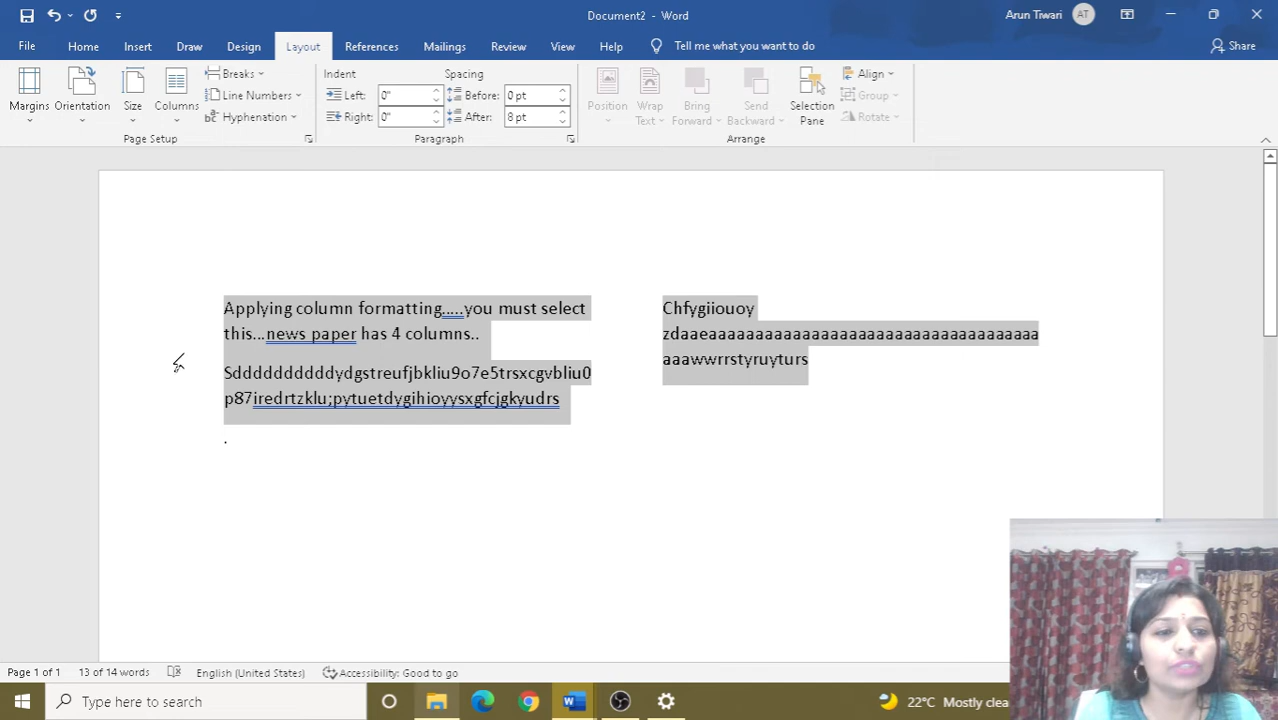 Document2 - Word
Arun Tiwari AT
File Home Insert Draw Design Layout References Mailings Review View Help Tell me what you want to do Share
Margins Orientation Size Columns
Breaks
Line Numbers
Hyphenation
Page Setup
Indent Spacing
Left: 0" Before: 0 pt
Right: 0" After: 8 pt
Paragraph
Position Wrap Text Bring Forward Send Backward Selection Pane
Align
Group
Rotate
Arrange
Applying column formatting.....you must select
this...news paper has 4 columns..
Sddddddddddydgstreufjbkliu9o7e5trsxcgvbliu0
p87iredrtzklu;pytuetdygihioyysxgfcjgkyudrs
.
Chfygiiouoy
zdaaeaaaaaaaaaaaaaaaaaaaaaaaaaaaaaaaaaaa
aaawwrrstyruyturs
Page 1 of 1 13 of 14 words English (United States) Accessibility: Good to go
Type here to search 22°C Mostly clea